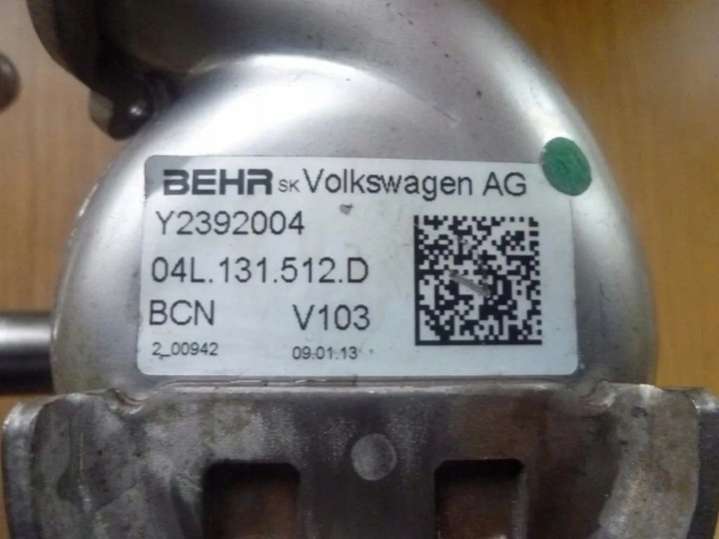 BEHR SK Volkswagen AG
Y2392004
04L.131.512.D
BCN V103
2_00942 09.01.13